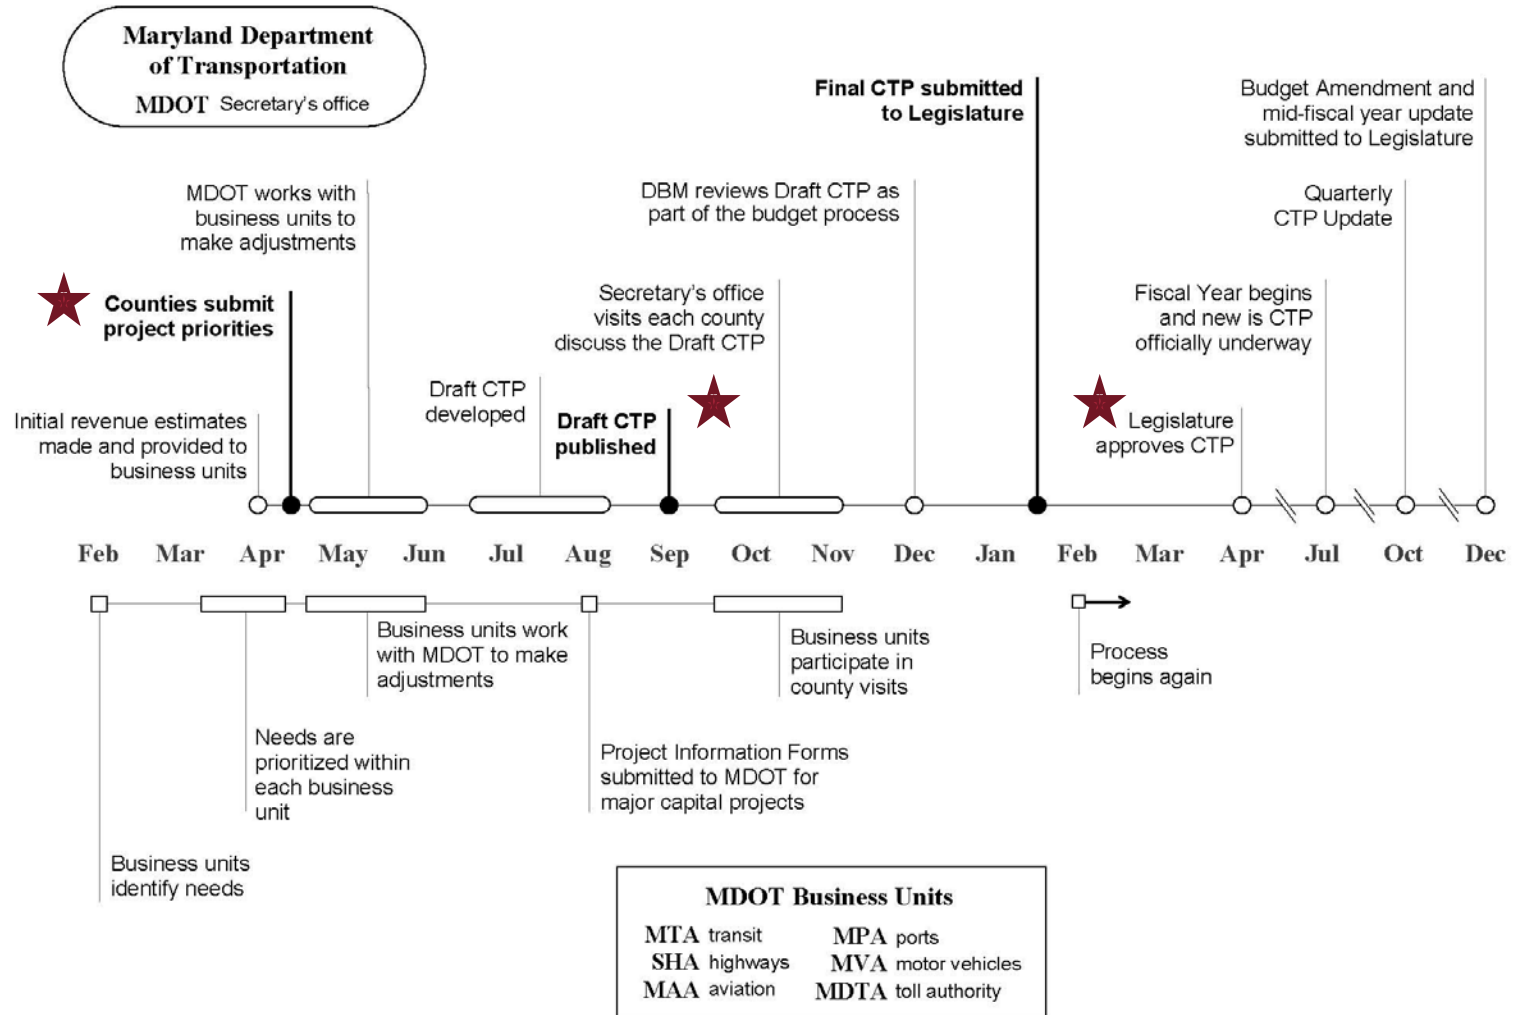 Maryland Department
of Transportation
MDOT Secretary's office
Final CTP submitted
to Legislature
Budget Amendment and
mid-fiscal year update
submitted to Legislature
MDOT works with
business units to
make adjustments
DBM reviews Draft CTP as
part of the budget process
Quarterly
CTP Update
Counties submit
project priorities
Secretary's office
visits each county
discuss the Draft CTP
Fiscal Year begins
and new is CTP
officially underway
Draft CTP
developed
Initial revenue estimates
made and provided to
business units
Draft CTP
published
Legislature
approves CTP
Feb Mar Apr May Jun Jul Aug Sep Oct Nov Dec Jan Feb Mar Apr Jul Oct Dec
Business units work
with MDOT to make
adjustments
Business units
participate in
county visits
Process
begins again
Needs are
prioritized within
each business
unit
Project Information Forms
submitted to MDOT for
major capital projects
Business units
identify needs
MDOT Business Units
MTA transit MPA ports
SHA highways MVA motor vehicles
MAA aviation MDTA toll authority